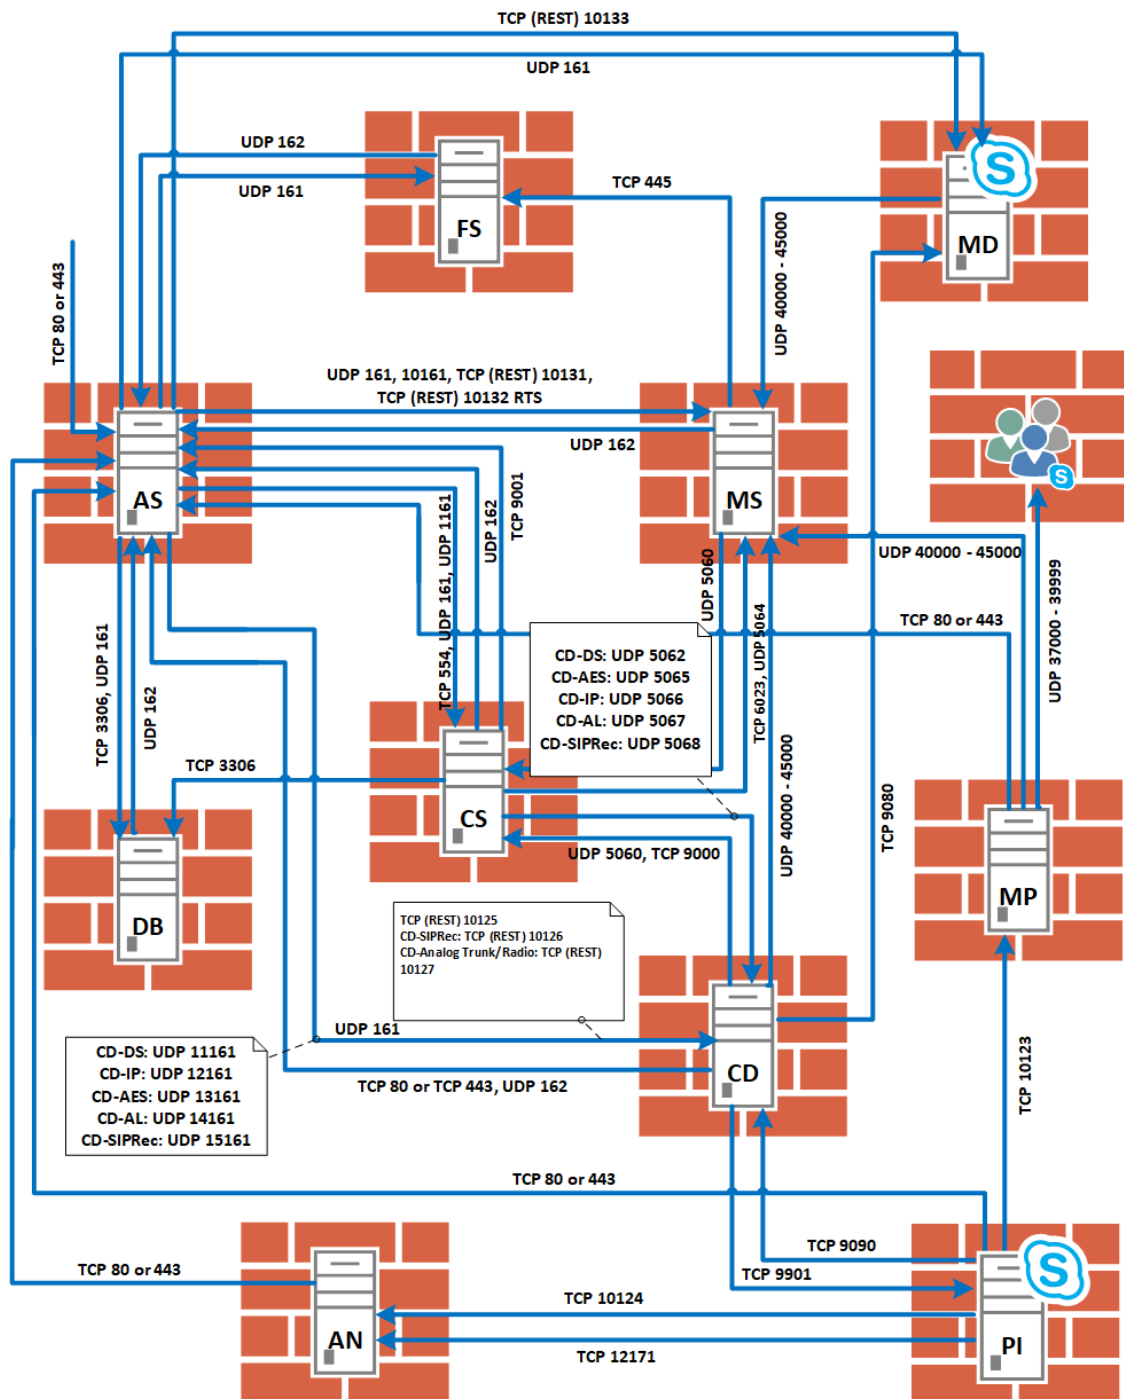 TCP (REST) 10133
UDP 161
UDP 162
UDP 161
TCP 445
FS
S
MD
TCP 80 or 443
UDP 40000 - 45000
UDP 161, 10161, TCP (REST) 10131,
TCP (REST) 10132 RTS
UDP 162
AS
MS
S
TCP 554, UDP 161, UDP 1161
UDP 162
TCP 9001
UDP 5060
TCP 6023, UDP 5064
UDP 40000 - 45000
TCP 80 or 443
UDP 37000 - 39999
TCP 3306, UDP 161
UDP 162
CD-DS: UDP 5062
CD-AES: UDP 5065
CD-IP: UDP 5066
CD-AL: UDP 5067
CD-SIPRec: UDP 5068
TCP 3306
CS
UDP 5060, TCP 9000
UDP 40000 - 45000
TCP 9080
DB
MP
TCP (REST) 10125
CD-SIPRec: TCP (REST) 10126
CD-Analog Trunk/Radio: TCP (REST)
10127
UDP 161
CD-DS: UDP 11161
CD-IP: UDP 12161
CD-AES: UDP 13161
CD-AL: UDP 14161
CD-SIPRec: UDP 15161
TCP 80 or TCP 443, UDP 162
CD
TCP 10123
TCP 80 or 443
TCP 9090
TCP 9901
TCP 80 or 443
S
TCP 10124
AN
PI
TCP 12171